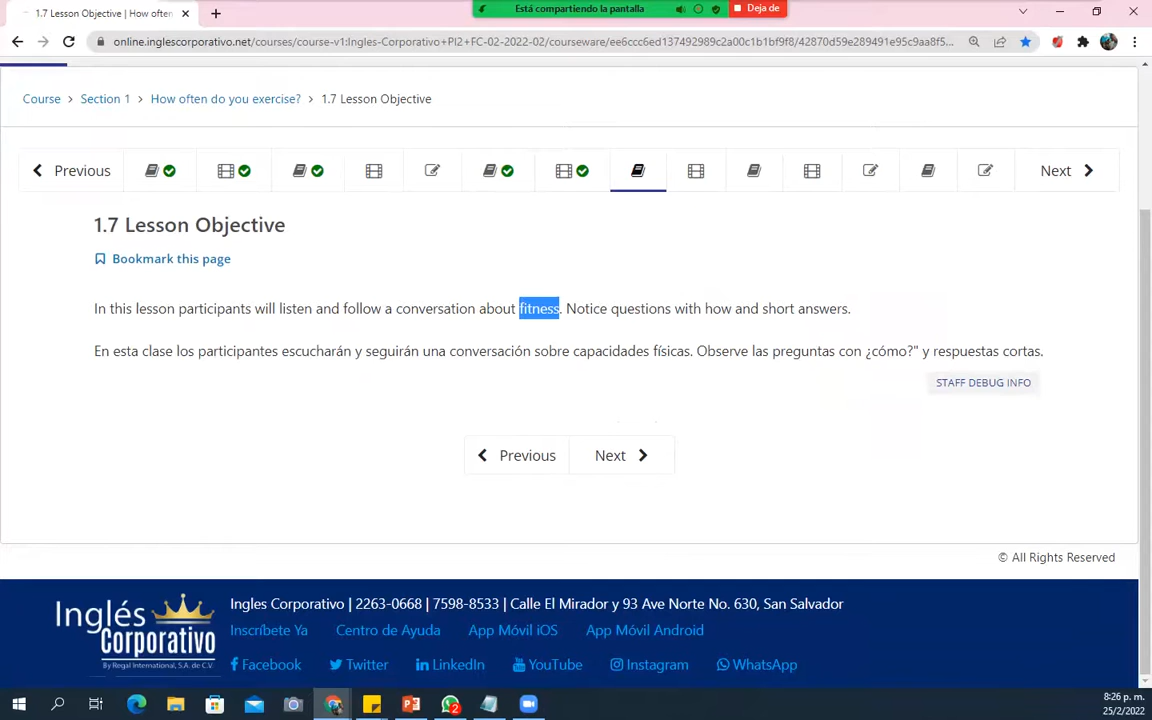 1.7 Lesson Objective | How often
Está compartiendo la pantalla
Deja de
online.inglescorporativo.net/courses/course-v1:Ingles-Corporativo+PI2+FC-02-2022-02/courseware/ee6ccc6ed137492989c2a00c1b1bf9f8/42870d59e289491e95c9aa8f5...
Course > Section 1 > How often do you exercise? > 1.7 Lesson Objective
Previous
Next
1.7 Lesson Objective
Bookmark this page
In this lesson participants will listen and follow a conversation about fitness. Notice questions with how and short answers.
En esta clase los participantes escucharán y seguirán una conversación sobre capacidades físicas. Observe las preguntas con ¿cómo?" y respuestas cortas.
STAFF DEBUG INFO
Previous
Next
© All Rights Reserved
Inglés Corporativo
By Regal International, S.A. de C.V.
Ingles Corporativo | 2263-0668 | 7598-8533 | Calle El Mirador y 93 Ave Norte No. 630, San Salvador
Inscríbete Ya Centro de Ayuda App Móvil iOS App Móvil Android
Facebook Twitter LinkedIn YouTube Instagram WhatsApp
2
8:26 p. m.
25/2/2022